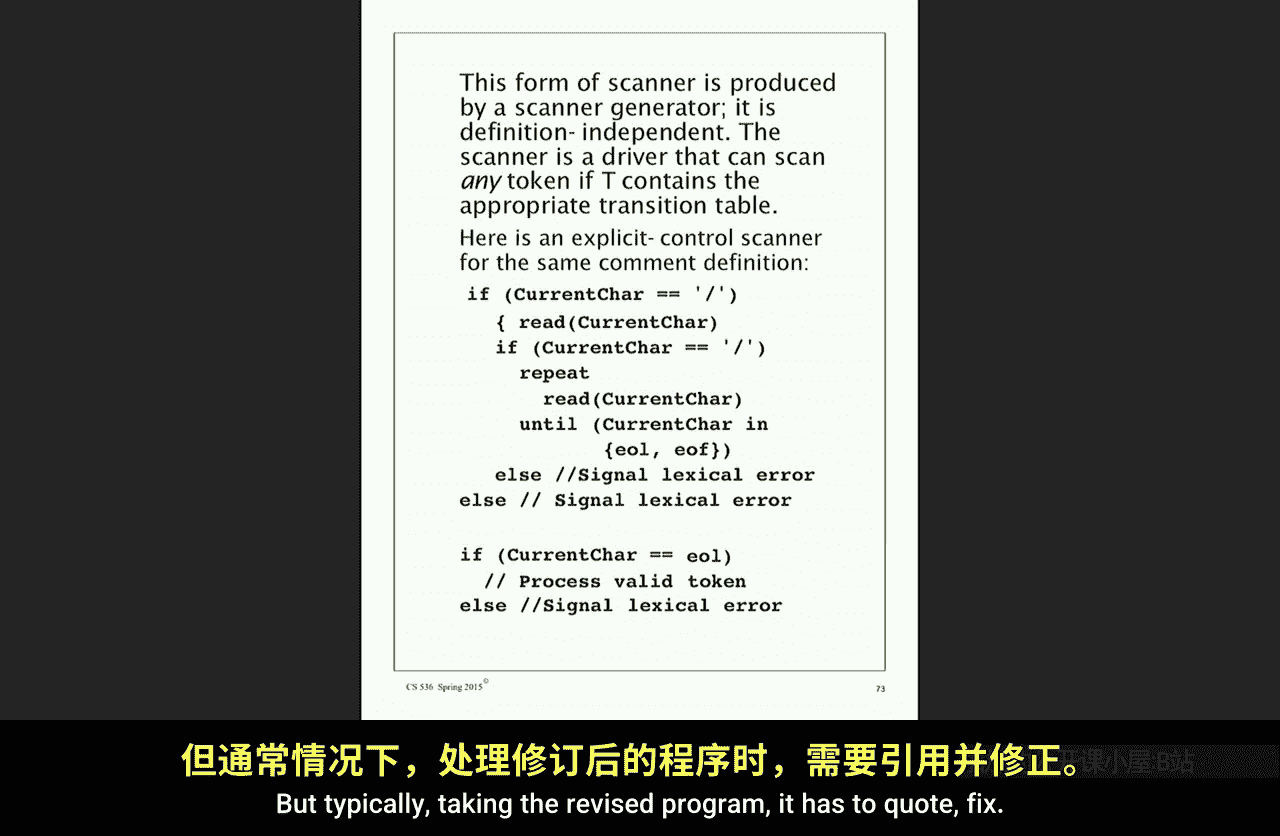 This form of scanner is produced
by a scanner generator; it is
definition- independent. The
scanner is a driver that can scan
any token if T contains the
appropriate transition table.
Here is an explicit- control scanner
for the same comment definition:
if (CurrentChar == '/')
{ read(CurrentChar)
if (CurrentChar == '/')
repeat
read(CurrentChar)
until (CurrentChar in
{eol, eof})
else //Signal lexical error
else // Signal lexical error
if (CurrentChar == eol)
// Process valid token
else //Signal lexical error
CS 536 Spring 2015©
73
但通常情况下，处理修订后的程序时，需要引用并修正。
课小屋:B站
But typically, taking the revised program, it has to quote, fix.